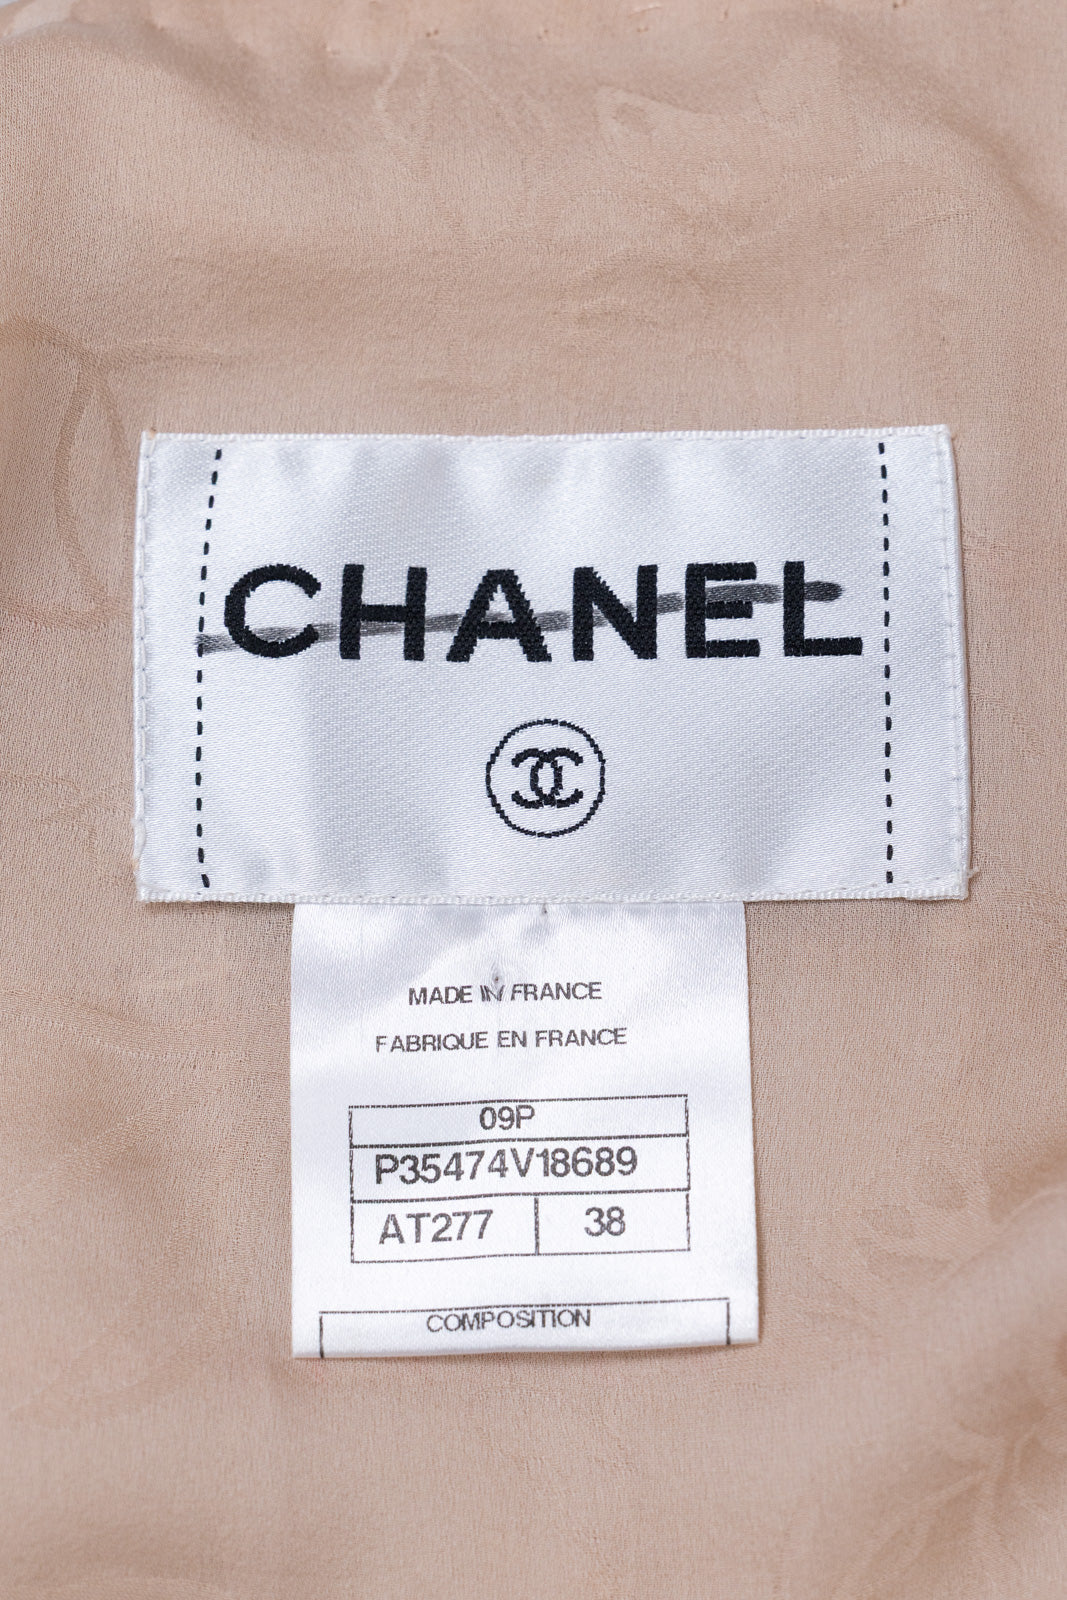 CHANEL
MADE IN FRANCE
FABRIQUE EN FRANCE
09P
P35474V18689
AT277 38
COMPOSITION